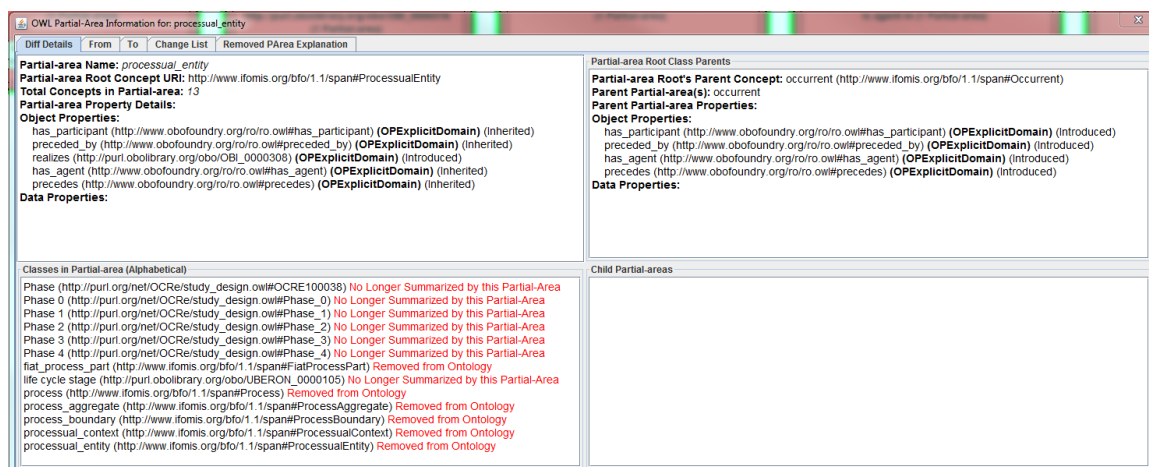 OWL Partial-Area Information for: processual_entity
Diff Details From To Change List Removed PArea Explanation
Partial-area Name: processual_entity
Partial-area Root Concept URI: http://www.ifomis.org/bfo/1.1/span#ProcessualEntity
Total Concepts in Partial-area: 13
Partial-area Property Details:
Object Properties:
has_participant (http://www.obofoundry.org/ro/ro.owl#has_participant) (OPExplicitDomain) (Inherited)
preceded_by (http://www.obofoundry.org/ro/ro.owl#preceded_by) (OPExplicitDomain) (Inherited)
realizes (http://purl.obolibrary.org/obo/OBI_0000308) (OPExplicitDomain) (Introduced)
has_agent (http://www.obofoundry.org/ro/ro.owl#has_agent) (OPExplicitDomain) (Inherited)
precedes (http://www.obofoundry.org/ro/ro.owl#precedes) (OPExplicitDomain) (Inherited)
Data Properties:
Partial-area Root Class Parents
Partial-area Root's Parent Concept: occurrent (http://www.ifomis.org/bfo/1.1/span#Occurrent)
Parent Partial-area(s): occurrent
Parent Partial-area Properties:
Object Properties:
has_participant (http://www.obofoundry.org/ro/ro.owl#has_participant) (OPExplicitDomain) (Introduced)
preceded_by (http://www.obofoundry.org/ro/ro.owl#preceded_by) (OPExplicitDomain) (Introduced)
has_agent (http://www.obofoundry.org/ro/ro.owl#has_agent) (OPExplicitDomain) (Introduced)
precedes (http://www.obofoundry.org/ro/ro.owl#precedes) (OPExplicitDomain) (Introduced)
Data Properties:
Classes in Partial-area (Alphabetical)
Phase (http://purl.org/net/OCRe/study_design.owl#OCRE100038) No Longer Summarized by this Partial-Area
Phase 0 (http://purl.org/net/OCRe/study_design.owl#Phase_0) No Longer Summarized by this Partial-Area
Phase 1 (http://purl.org/net/OCRe/study_design.owl#Phase_1) No Longer Summarized by this Partial-Area
Phase 2 (http://purl.org/net/OCRe/study_design.owl#Phase_2) No Longer Summarized by this Partial-Area
Phase 3 (http://purl.org/net/OCRe/study_design.owl#Phase_3) No Longer Summarized by this Partial-Area
Phase 4 (http://purl.org/net/OCRe/study_design.owl#Phase_4) No Longer Summarized by this Partial-Area
fiat_process_part (http://www.ifomis.org/bfo/1.1/span#FiatProcessPart) Removed from Ontology
life cycle stage (http://purl.obolibrary.org/obo/UBERON_0000105) No Longer Summarized by this Partial-Area
process (http://www.ifomis.org/bfo/1.1/span#Process) Removed from Ontology
process_aggregate (http://www.ifomis.org/bfo/1.1/span#ProcessAggregate) Removed from Ontology
process_boundary (http://www.ifomis.org/bfo/1.1/span#ProcessBoundary) Removed from Ontology
processual_context (http://www.ifomis.org/bfo/1.1/span#ProcessualContext) Removed from Ontology
processual_entity (http://www.ifomis.org/bfo/1.1/span#ProcessualEntity) Removed from Ontology
Child Partial-areas